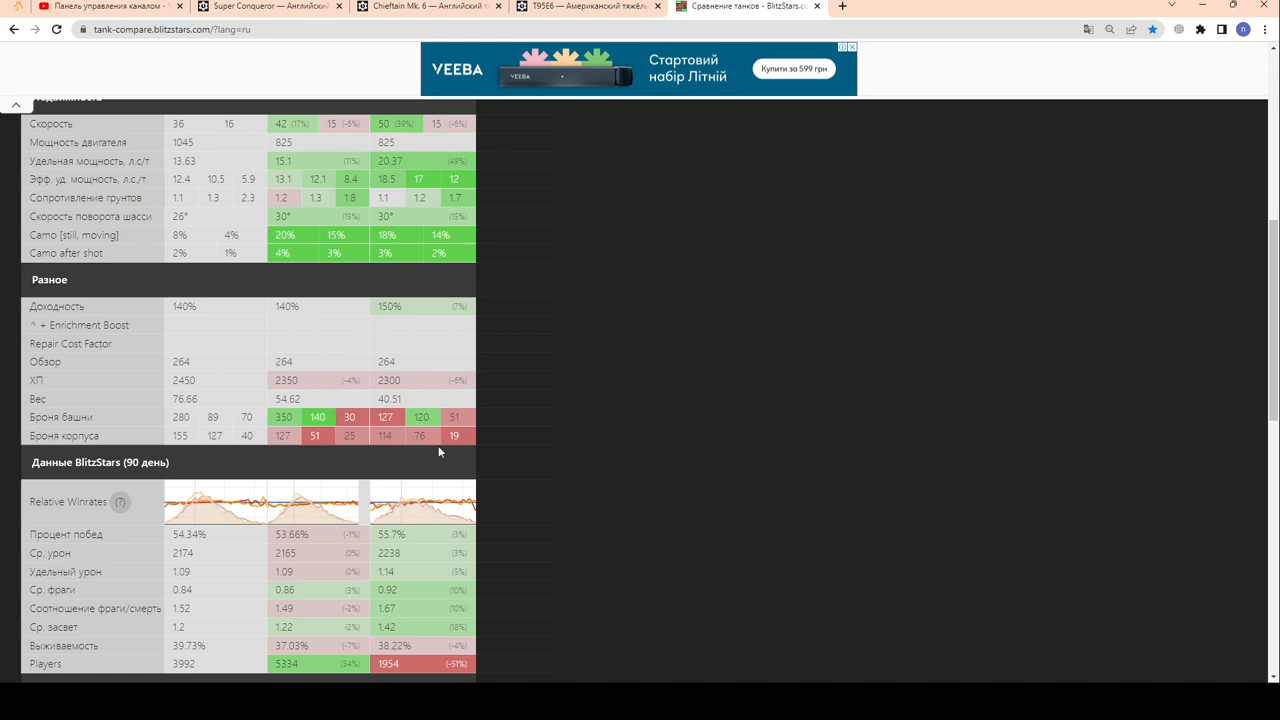 Панель управления каналом -
Super Conqueror — Английский
Chieftain Mk. 6 — Английский т
T95E6 — Американский тяжёл
Сравнение танков - BlitzStars.co
tank-compare.blitzstars.com/?lang=ru
VEEBA
VEEBA
Стартовий
набір Літній
Купити за 599 грн
Скорость 36 16 42 (17%) 15 (-6%) 50 (39%) 15 (-6%)
Мощность двигателя 1045 825 825
Удельная мощность, л.с/т 13.63 15.1 (11%) 20.37 (49%)
Эфф. уд. мощность, л.с./т 12.4 10.5 5.9 13.1 12.1 8.4 18.5 17 12
Сопротивление грунтов 1.1 1.3 2.3 1.2 1.3 1.8 1.1 1.2 1.7
Скорость поворота шасси 26° 30° (15%) 30° (15%)
Camo [still, moving] 8% 4% 20% 15% 18% 14%
Camo after shot 2% 1% 4% 3% 3% 2%
Разное
Доходность 140% 140% 150% (7%)
^ + Enrichment Boost
Repair Cost Factor
Обзор 264 264 264
ХП 2450 2350 (-4%) 2300 (-6%)
Вес 76.66 54.62 40.51
Броня башни 280 89 70 350 140 30 127 120 51
Броня корпуса 155 127 40 127 51 25 114 76 19
Данные BlitzStars (90 день)
Relative Winrates (?)
Процент побед 54.34% 53.66% (-1%) 55.7% (3%)
Ср. урон 2174 2165 (0%) 2238 (3%)
Удельный урон 1.09 1.09 (0%) 1.14 (5%)
Ср. фраги 0.84 0.86 (3%) 0.92 (10%)
Соотношение фраги/смерть 1.52 1.49 (-2%) 1.67 (10%)
Ср. засвет 1.2 1.22 (2%) 1.42 (18%)
Выживаемость 39.73% 37.03% (-7%) 38.22% (-4%)
Players 3992 5334 (34%) 1954 (-51%)